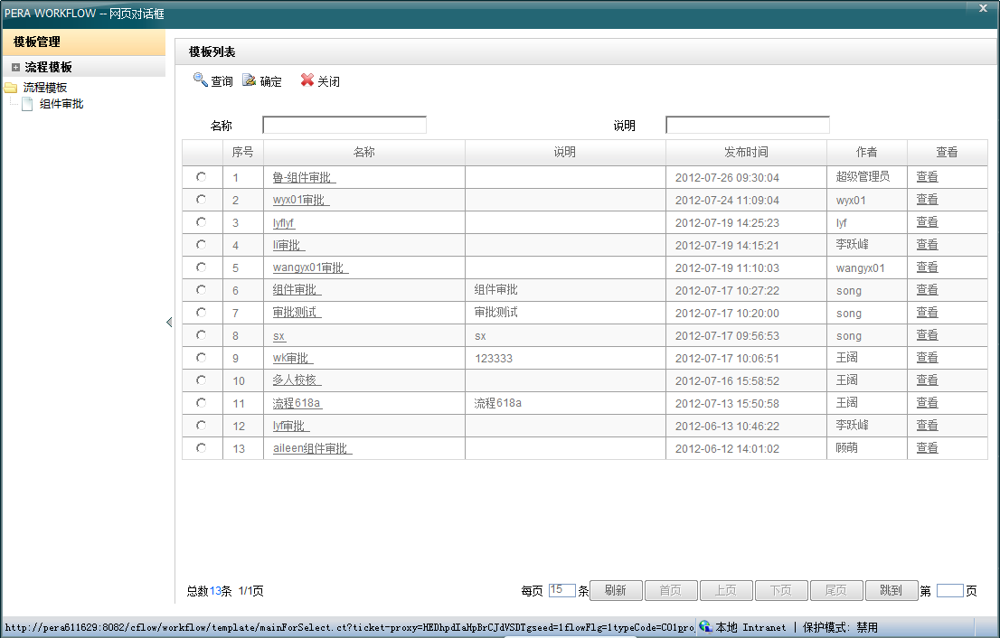 PERA WORKFLOW -- 网页对话框
模板管理
流程模板
流程模板
组件审批
模板列表
查询 确定 关闭
名称 说明
序号 名称 说明 发布时间 作者 查看
1 鲁-组件审批 2012-07-26 09:30:04 超级管理员 查看
2 wyx01审批 2012-07-24 11:09:04 wyx01 查看
3 lyflyf 2012-07-19 14:25:23 lyf 查看
4 li审批 2012-07-19 14:15:21 李跃峰 查看
5 wangyx01审批 2012-07-19 11:10:03 wangyx01 查看
6 组件审批 组件审批 2012-07-17 10:27:22 song 查看
7 审批测试 审批测试 2012-07-17 10:20:00 song 查看
8 sx sx 2012-07-17 09:56:53 song 查看
9 wk审批 123333 2012-07-17 10:06:51 王阔 查看
10 多人校核 2012-07-16 15:58:52 王阔 查看
11 流程618a 流程618a 2012-07-13 15:50:58 王阔 查看
12 lyf审批 2012-06-13 10:46:22 李跃峰 查看
13 aileen组件审批 2012-06-12 14:01:02 顾萌 查看
总数13条 1/1页 每页 15 条 刷新 首页 上页 下页 尾页 跳到 第 页
http://pera611629:8082/cflow/workflow/template/mainForSelect.ct?ticket-proxy=HEDhpdIaHpBrCJdVSDTgseed=1flowFlg=1typeCode=CO1pro 本地 Intranet | 保护模式: 禁用